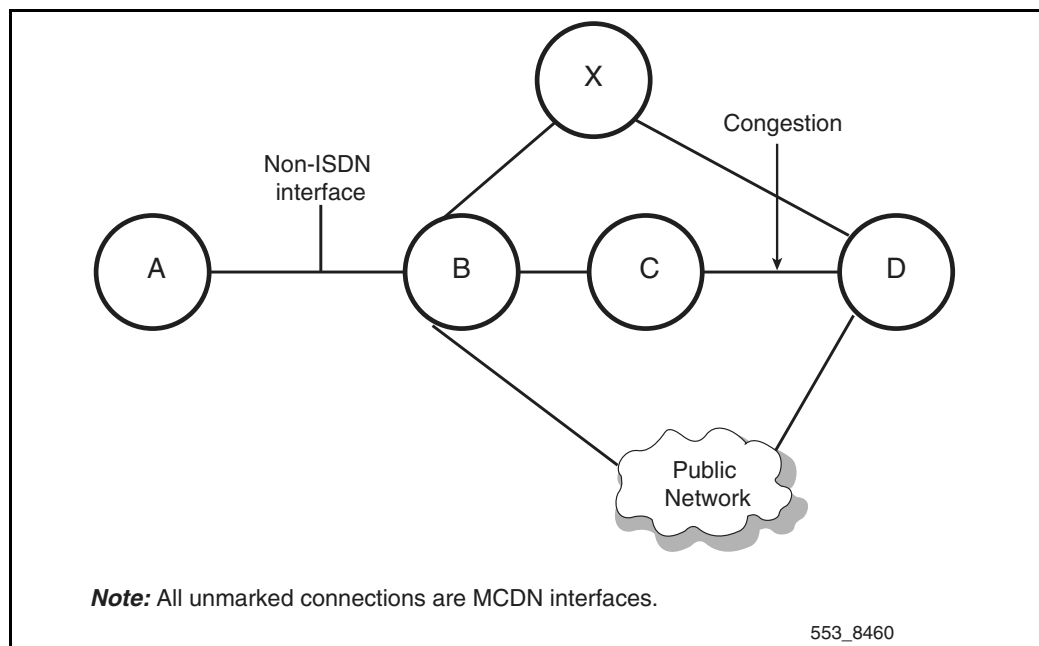 X
Congestion
Non-ISDN
interface
A
B
C
D
Public
Network
Note: All unmarked connections are MCDN interfaces.
553_8460